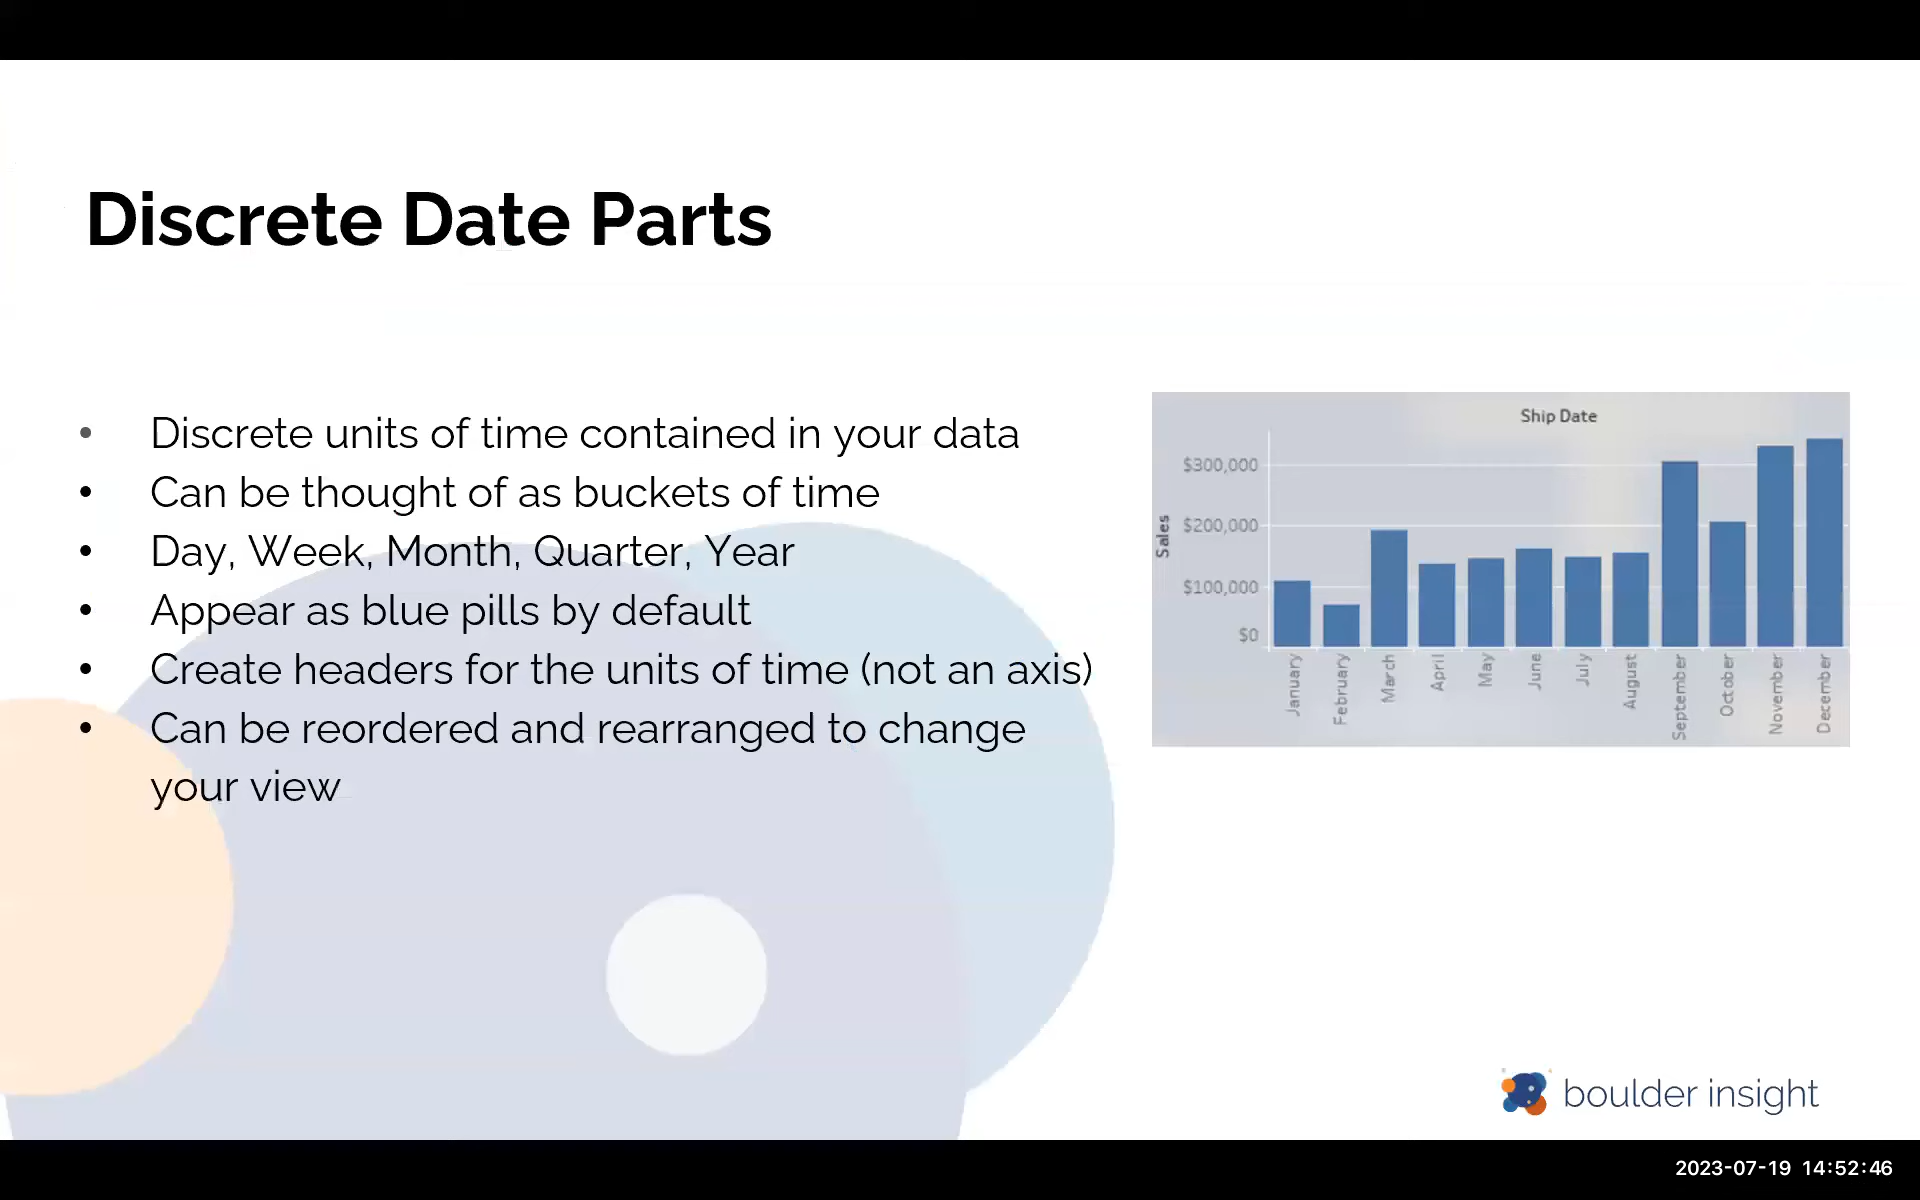 Discrete Date Parts
• Discrete units of time contained in your data
• Can be thought of as buckets of time
• Day, Week, Month, Quarter, Year
• Appear as blue pills by default
• Create headers for the units of time (not an axis)
• Can be reordered and rearranged to change
your view
Ship Date
Sales
$300,000
$200,000
$100,000
$0
January
February
March
April
May
June
July
August
September
October
November
December
boulder insight
2023-07-19 14:52:46